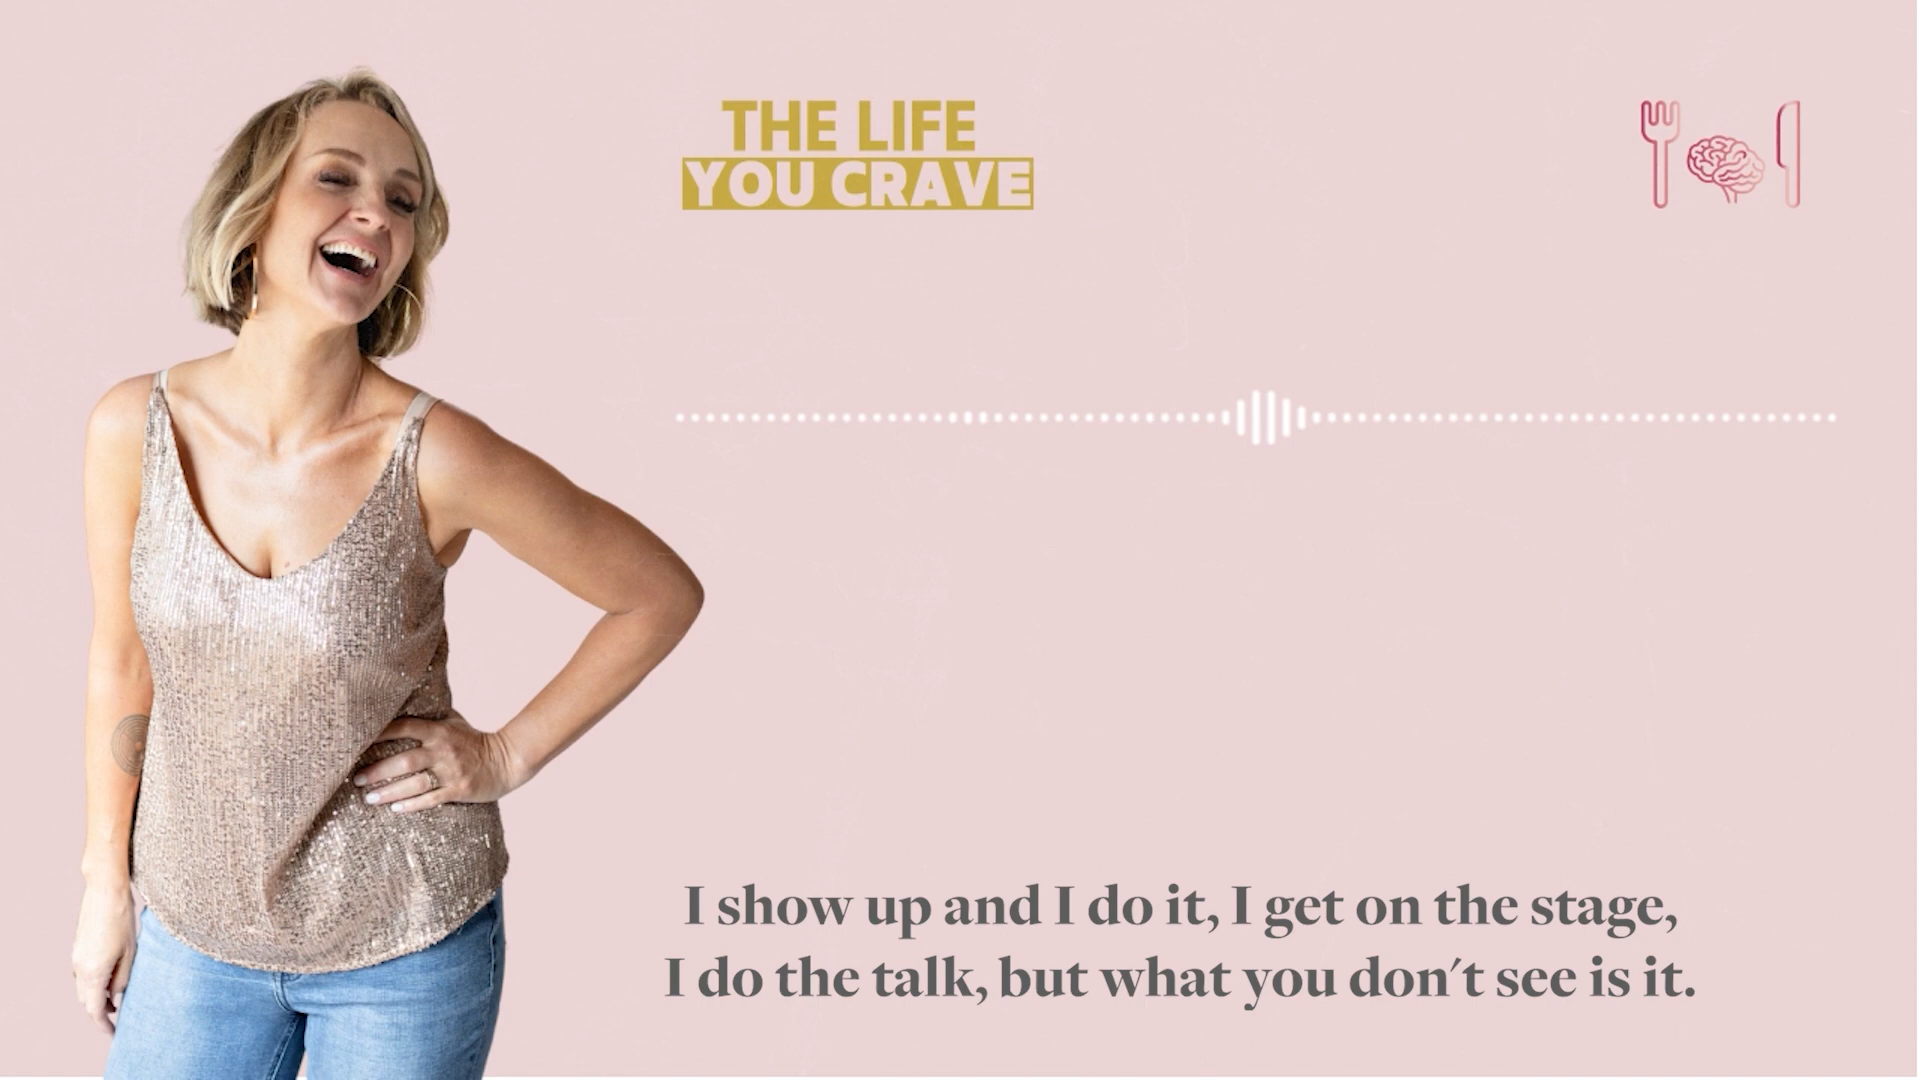 THE LIFE
YOU CRAVE
I show up and I do it, I get on the stage,
I do the talk, but what you don't see is it.